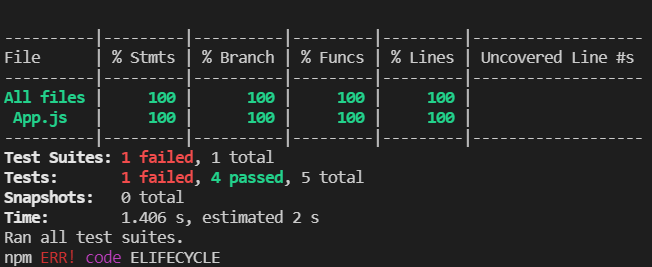 ----------|---------|----------|---------|---------|-------------------
File      | % Stmts | % Branch | % Funcs | % Lines | Uncovered Line #s
----------|---------|----------|---------|---------|-------------------
All files |     100 |      100 |     100 |     100 |
 App.js   |     100 |      100 |     100 |     100 |
----------|---------|----------|---------|---------|-------------------
Test Suites: 1 failed, 1 total
Tests:       1 failed, 4 passed, 5 total
Snapshots:   0 total
Time:        1.406 s, estimated 2 s
Ran all test suites.
npm ERR! code ELIFECYCLE